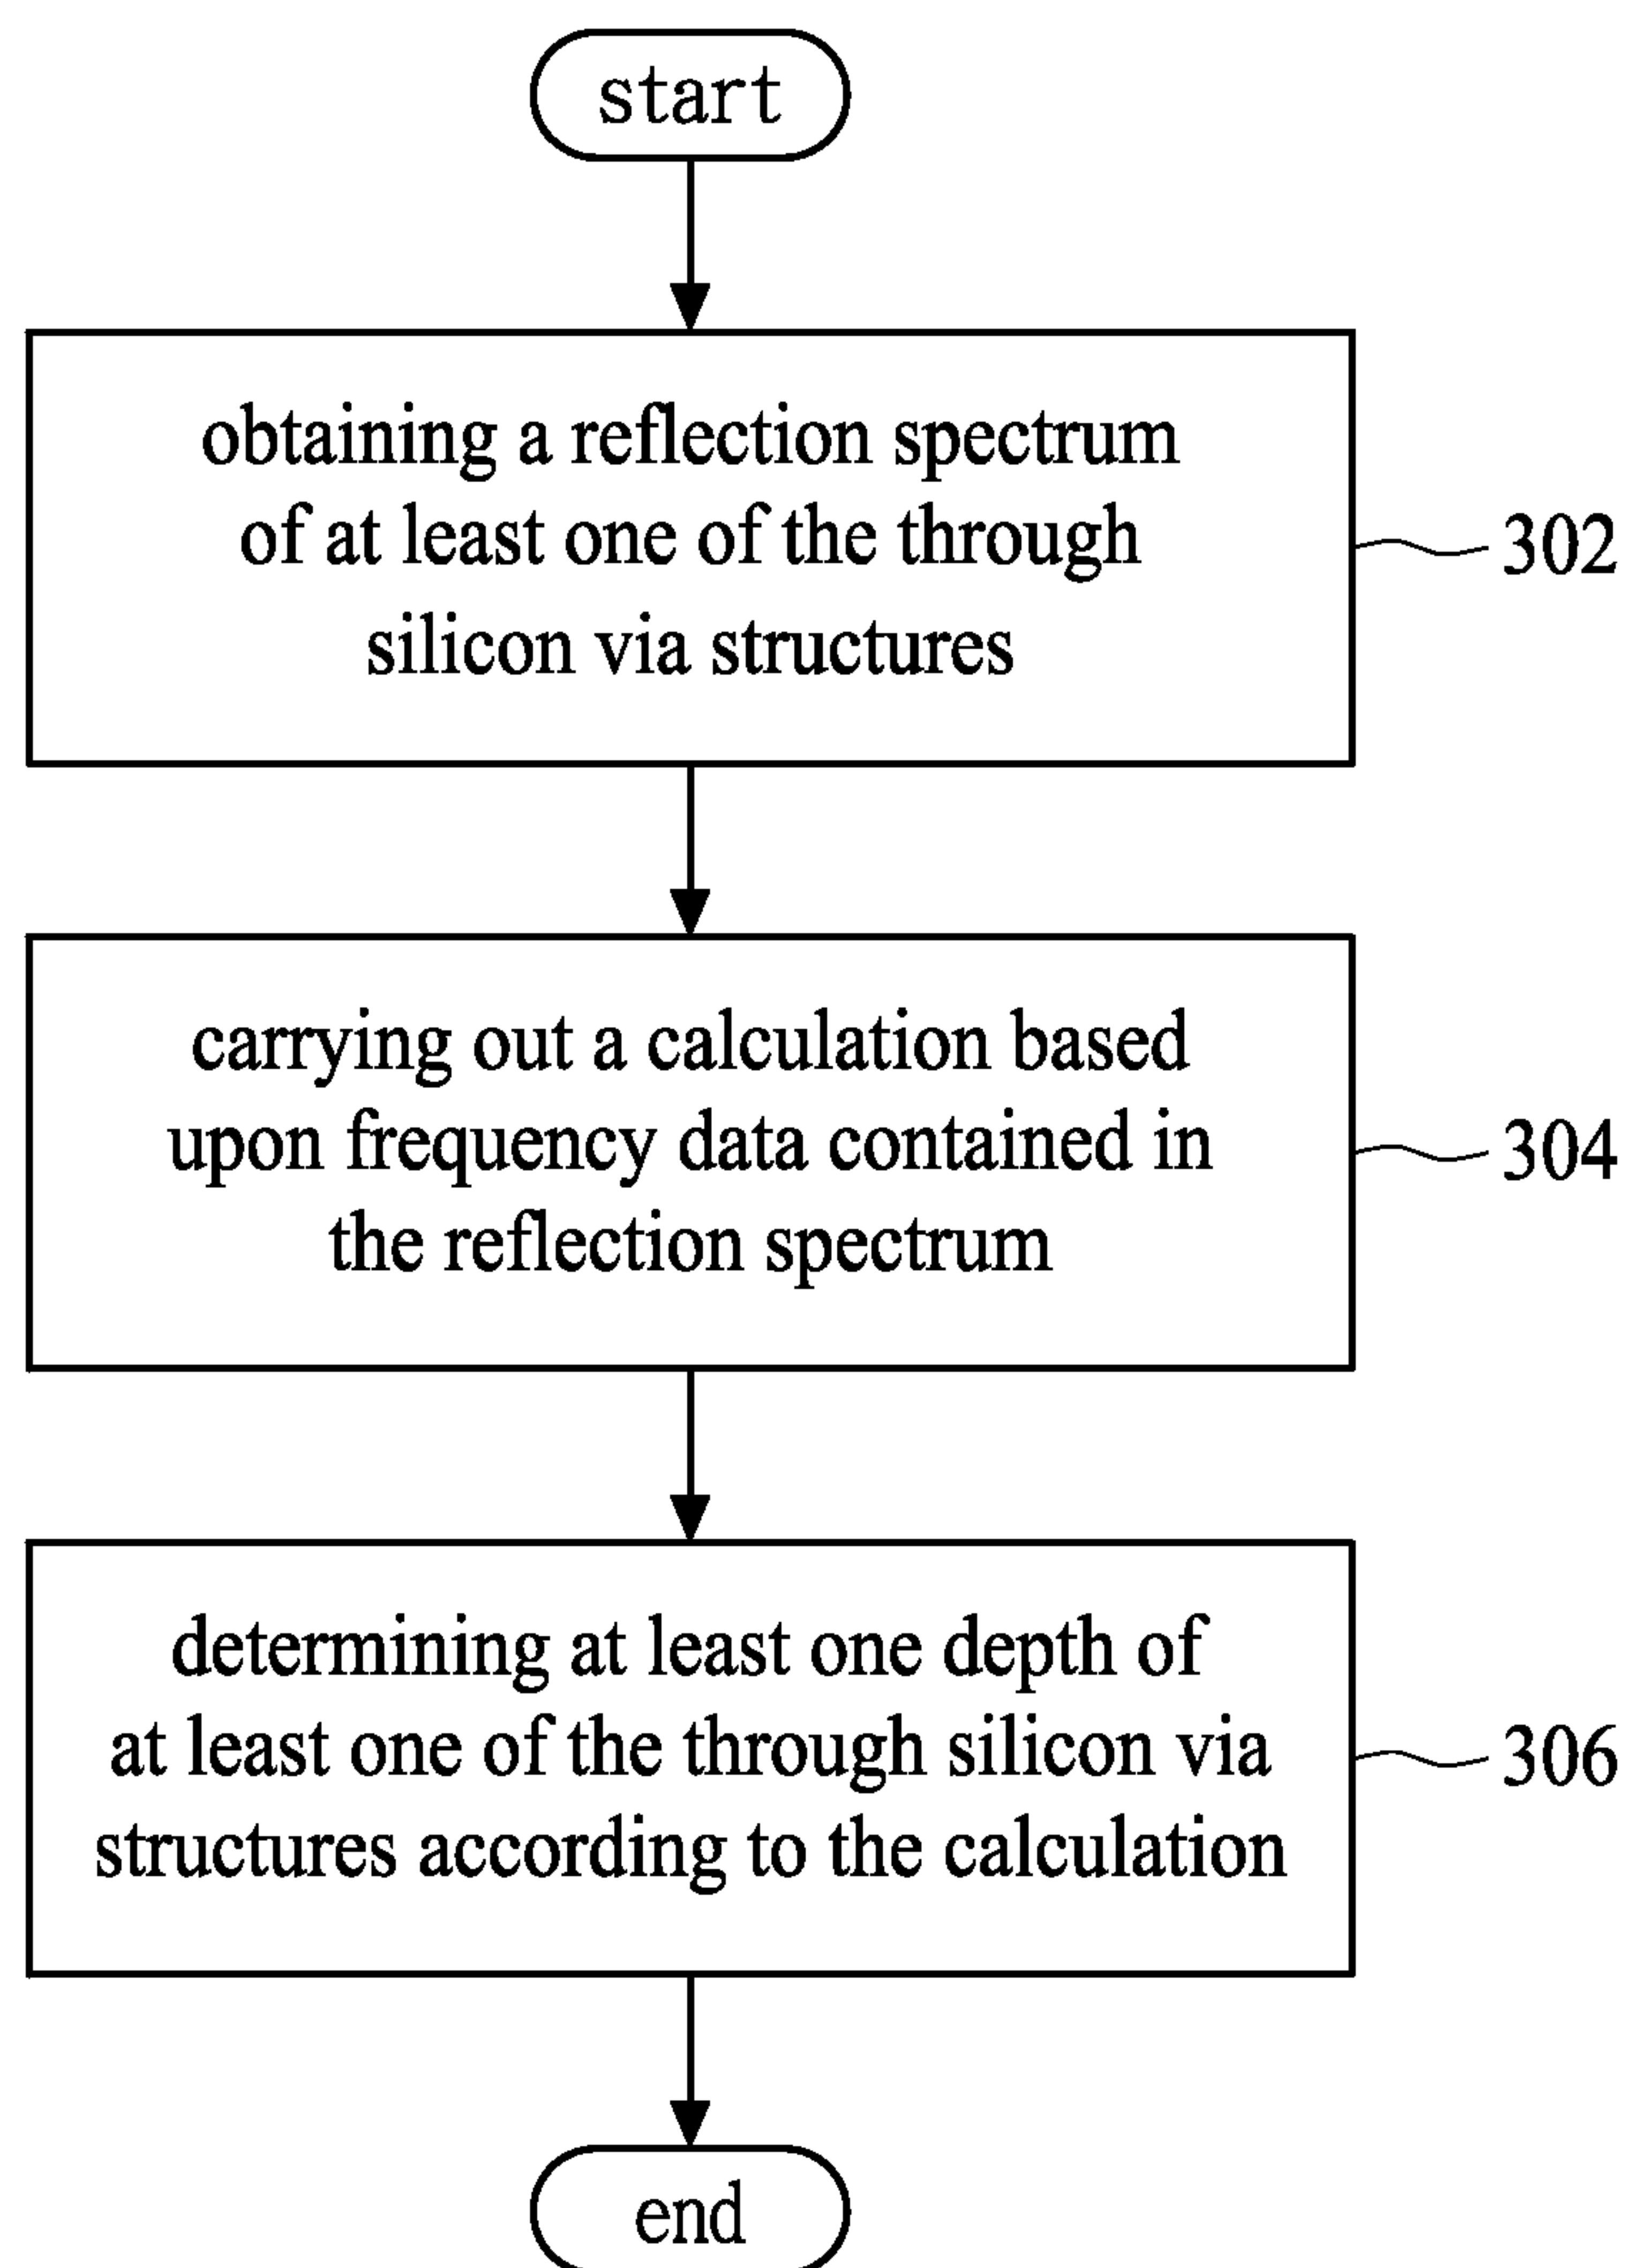 start
obtaining a reflection spectrum
of at least one of the through
silicon via structures
302
carrying out a calculation based
upon frequency data contained in
the reflection spectrum
304
determining at least one depth of
at least one of the through silicon via
structures according to the calculation
306
end